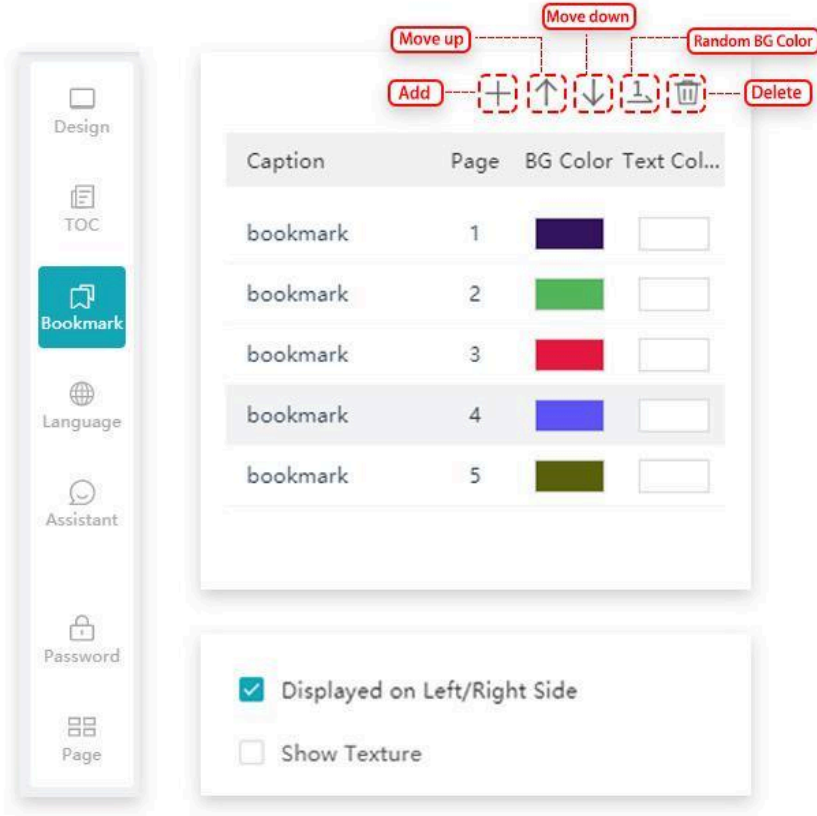 Move down
Move up
Random BG Color
Add
1
Delete
Design
TOC
Bookmark
Language
Assistant
Password
Page
Caption Page BG Color Text Col...
bookmark 1
bookmark 2
bookmark 3
bookmark 4
bookmark 5
Displayed on Left/Right Side
Show Texture